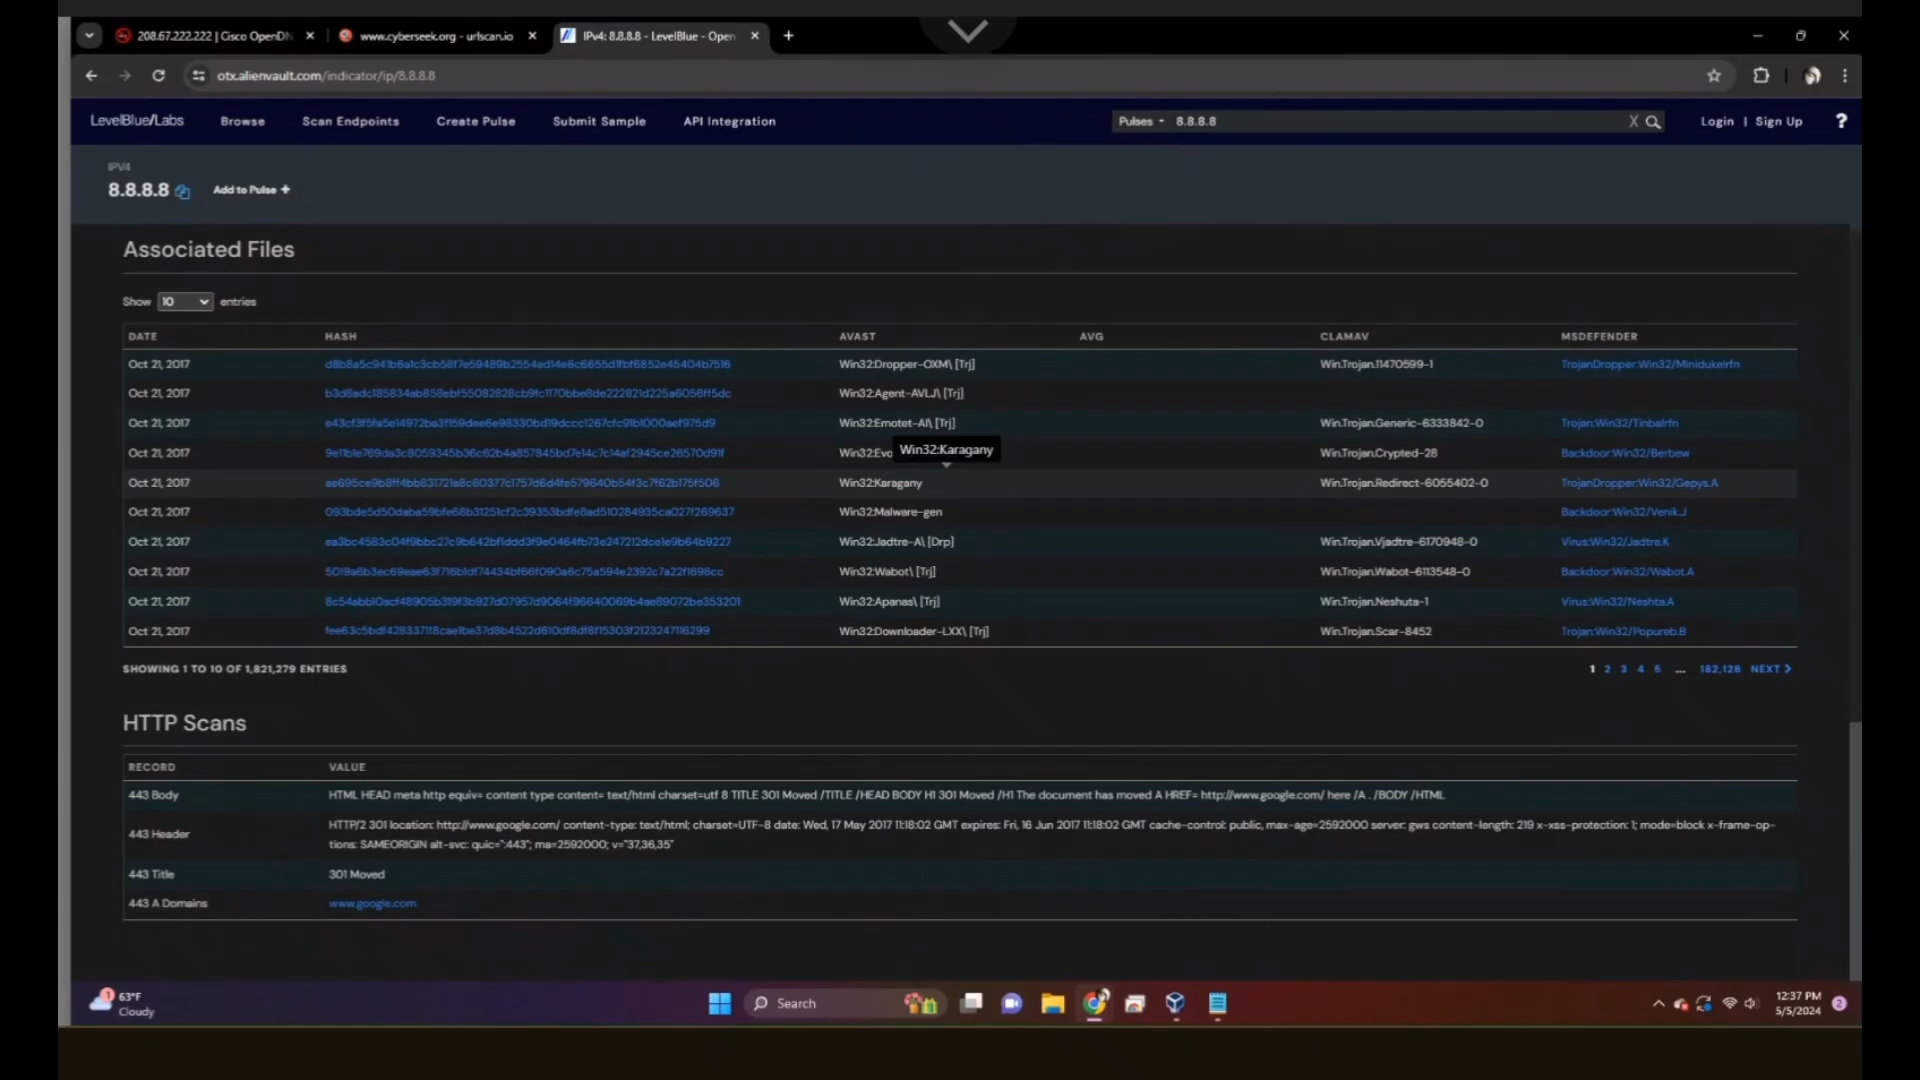 208.67.222.222 | Cisco OpenDN
www.cyberseek.org - urlscan.io
IPv4: 8.8.8.8 - LevelBlue - Open
otx.alienvault.com/indicator/ip/8.8.8.8
LevelBlue/Labs Browse Scan Endpoints Create Pulse Submit Sample API Integration Pulses 8.8.8.8 X Login | Sign Up ?
IPV4
8.8.8.8 Add to Pulse +
Associated Files
Show 10 entries
DATE HASH AVAST AVG CLAMAV MSDEFENDER
Oct 21, 2017 Win32:Dropper-OXM\ [Trj] Win.Trojan.11470599-1 TrojanDropper:Win32/Miniduke!rfn
Oct 21, 2017 Win32:Agent-AVLJ\ [Trj]
Oct 21, 2017 Win32:Emotet-AI\ [Trj] Win.Trojan.Generic-6333842-0 Trojan:Win32/Tinba!rfn
Oct 21, 2017 Win32:Evo Win32:Karagany Win.Trojan.Crypted-28 Backdoor:Win32/Berbew
Oct 21, 2017 Win32:Karagany Win.Trojan.Redirect-6055402-0 TrojanDropper:Win32/Gepys.A
Oct 21, 2017 Win32:Malware-gen Backdoor:Win32/Venik.J
Oct 21, 2017 Win32:Jadtre-A\ [Drp] Win.Trojan.Vjadtre-6170948-0 Virus:Win32/Jadtre.K
Oct 21, 2017 Win32:Wabot\ [Trj] Win.Trojan.Wabot-6113548-0 Backdoor:Win32/Wabot.A
Oct 21, 2017 Win32:Apanas\ [Trj] Win.Trojan.Neshuta-1 Virus:Win32/Neshta.A
Oct 21, 2017 Win32:Downloader-LXX\ [Trj] Win.Trojan.Scar-8452 Trojan:Win32/Popureb.B
SHOWING 1 TO 10 OF 1,821,279 ENTRIES 1 2 3 4 5 ... 182,128 NEXT
HTTP Scans
RECORD VALUE
443 Body HTML HEAD meta http equiv= content type content= text/html charset=utf 8 TITLE 301 Moved /TITLE /HEAD BODY H1 301 Moved /H1 The document has moved A HREF= http://www.google.com/ here /A . /BODY /HTML
443 Header HTTP/2 301 location: http://www.google.com/ content-type: text/html; charset=UTF-8 date: Wed, 17 May 2017 11:18:02 GMT expires: Fri, 16 Jun 2017 11:18:02 GMT cache-control: public, max-age=2592000 server: gws content-length: 219 x-xss-protection: 1; mode=block x-frame-op-
tions: SAMEORIGIN alt-svc: quic=":443"; ma=2592000; v="37,36,35"
443 Title 301 Moved
443 A Domains www.google.com
1 63°F
Cloudy
Search
12:37 PM
5/5/2024
2